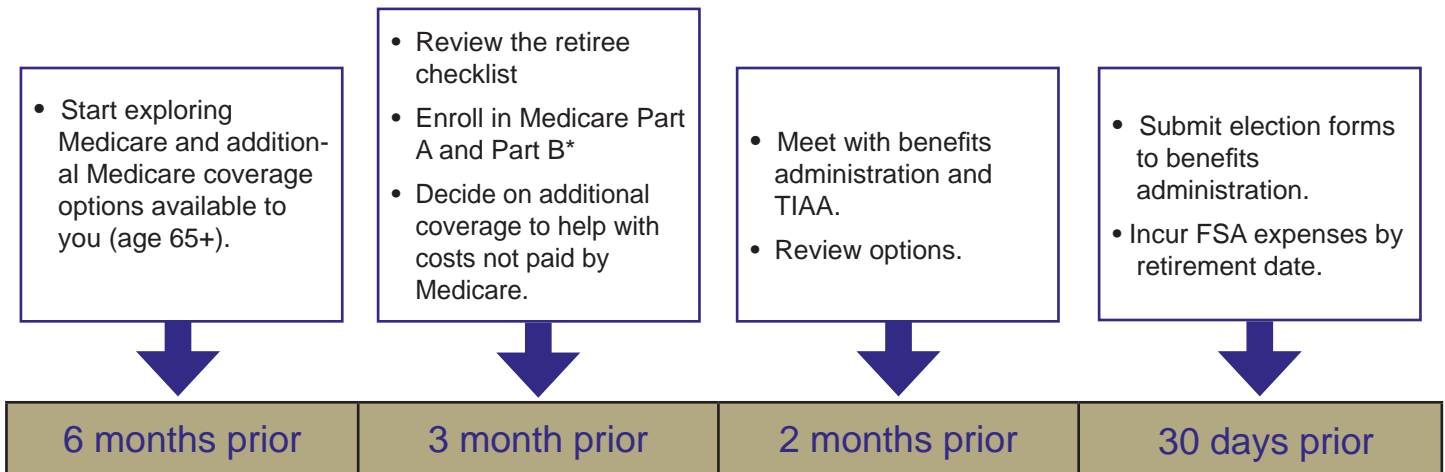 • Start exploring
Medicare and addition-
al Medicare coverage
options available to
you (age 65+).
• Review the retiree
checklist
• Enroll in Medicare Part
A and Part B*
• Decide on additional
coverage to help with
costs not paid by
Medicare.
• Meet with benefits
administration and
TIAA.
• Review options.
• Submit election forms
to benefits
administration.
• Incur FSA expenses by
retirement date.
6 months prior
3 month prior
2 months prior
30 days prior